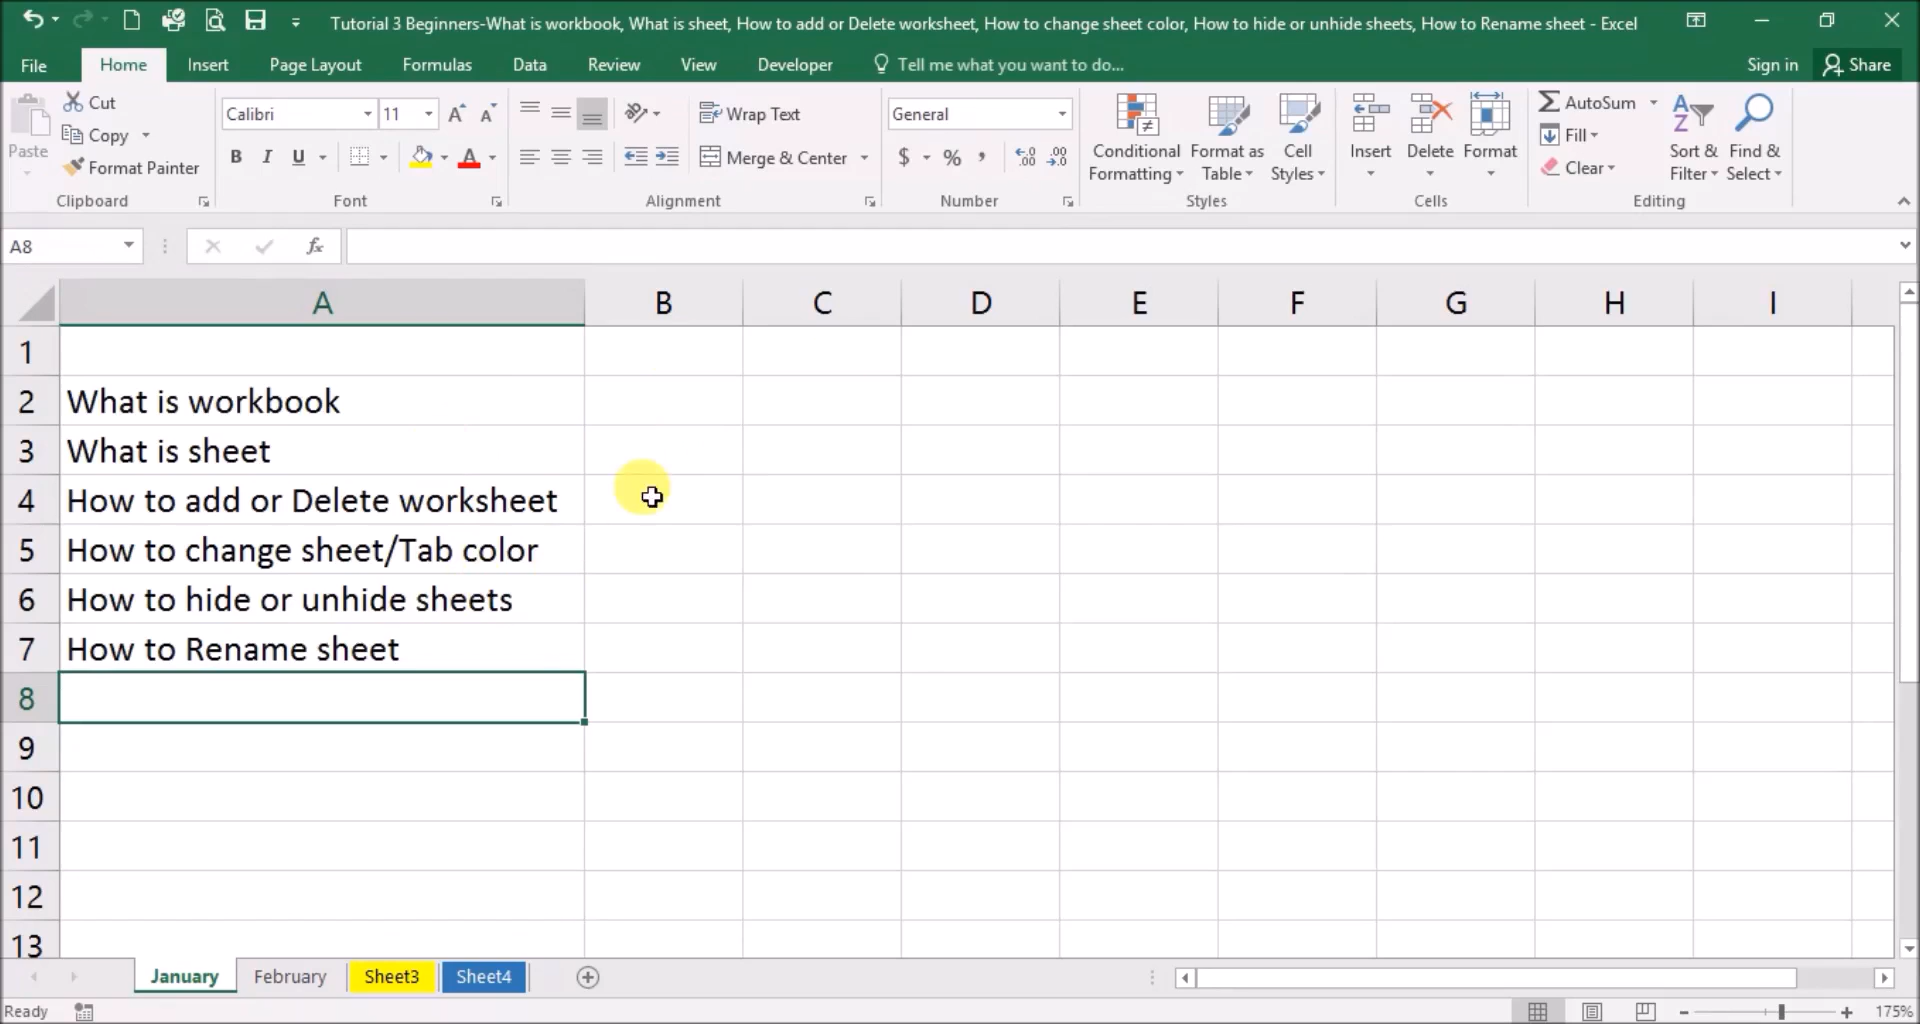 Tutorial 3 Beginners-What is workbook, What is sheet, How to add or Delete worksheet, How to change sheet color, How to hide or unhide sheets, How to Rename sheet - Excel
File Home Insert Page Layout Formulas Data Review View Developer Tell me what you want to do... Sign in Share
Cut
Copy
Format Painter
Paste
Clipboard
Calibri 11
B I U
Font
Wrap Text
Merge & Center
Alignment
General
$ % ,
Number
Conditional Formatting
Format as Table
Cell Styles
Styles
Insert
Delete
Format
Cells
AutoSum
Fill
Clear
Sort & Filter
Find & Select
Editing
A8 fx
A B C D E F G H I
1
2 What is workbook
3 What is sheet
4 How to add or Delete worksheet
5 How to change sheet/Tab color
6 How to hide or unhide sheets
7 How to Rename sheet
8
9
10
11
12
13
January February Sheet3 Sheet4
Ready 175%